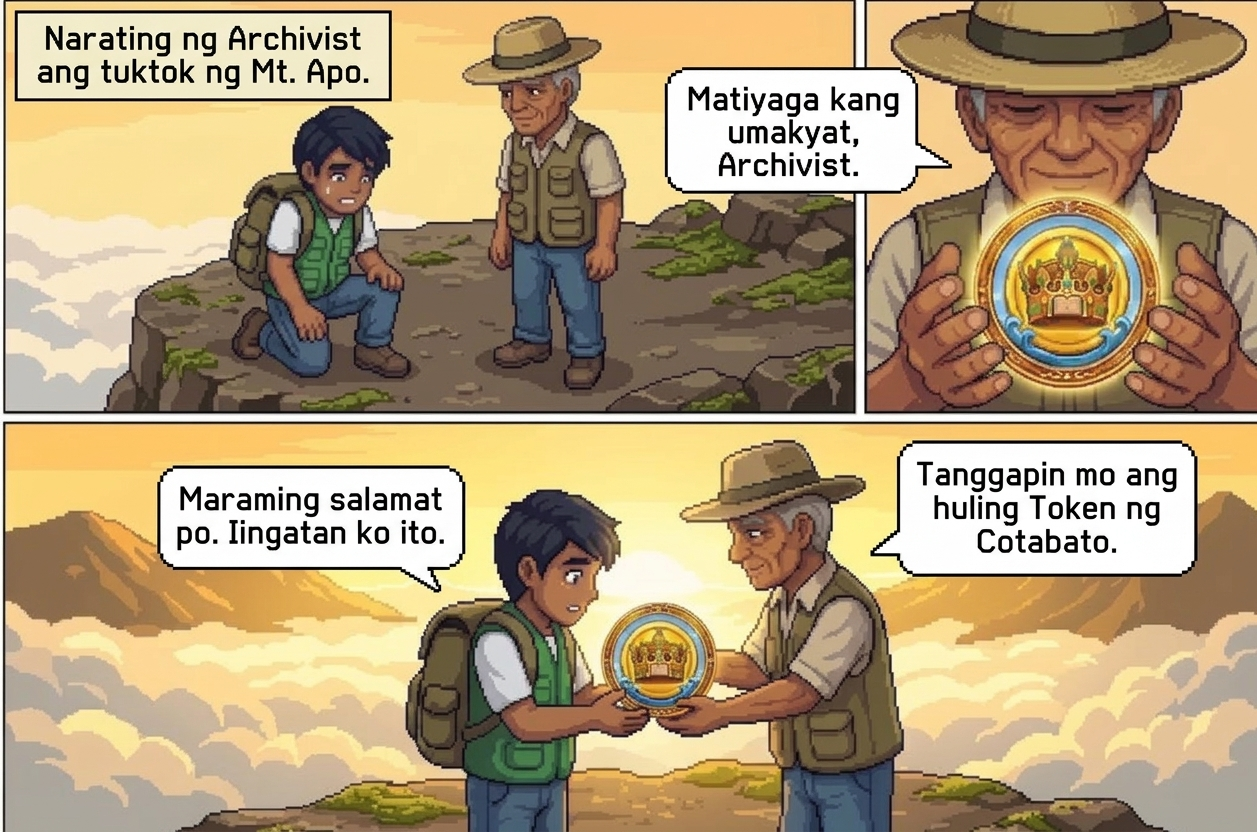 Narating ng Archivist
ang tuktok ng Mt. Apo.
Matiyaga kang
umakyat,
Archivist.
Maraming salamat
po. Iingatan ko ito.
Tanggapin mo ang
huling Token ng
Cotabato.